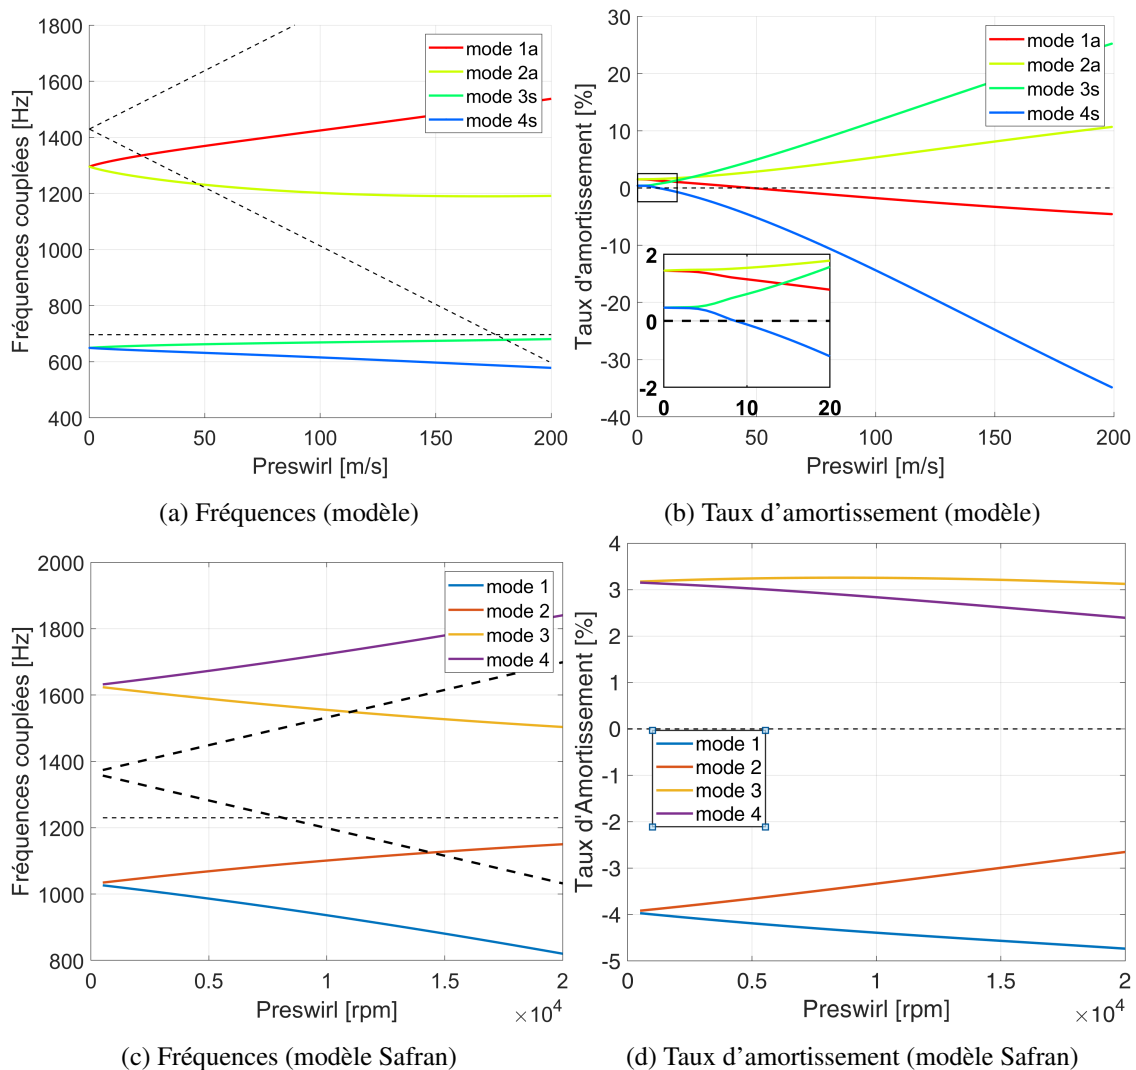 1800
1600
1400
1200
1000
800
600
400
0
50
100
150
200
Fréquences couplées [Hz]
Preswirl [m/s]
mode 1a
mode 2a
mode 3s
mode 4s
(a) Fréquences (modèle)
30
20
10
0
-10
-20
-30
-40
0
50
100
150
200
Taux d'amortissement [%]
Preswirl [m/s]
mode 1a
mode 2a
mode 3s
mode 4s
2
0
-2
0
10
20
(b) Taux d'amortissement (modèle)
2000
1800
1600
1400
1200
1000
800
0
0.5
1
1.5
2
×10⁴
Fréquences couplées [Hz]
Preswirl [rpm]
mode 1
mode 2
mode 3
mode 4
(c) Fréquences (modèle Safran)
4
3
2
1
0
-1
-2
-3
-4
-5
0
0.5
1
1.5
2
×10⁴
Taux d'Amortissement [%]
Preswirl [rpm]
mode 1
mode 2
mode 3
mode 4
(d) Taux d'amortissement (modèle Safran)